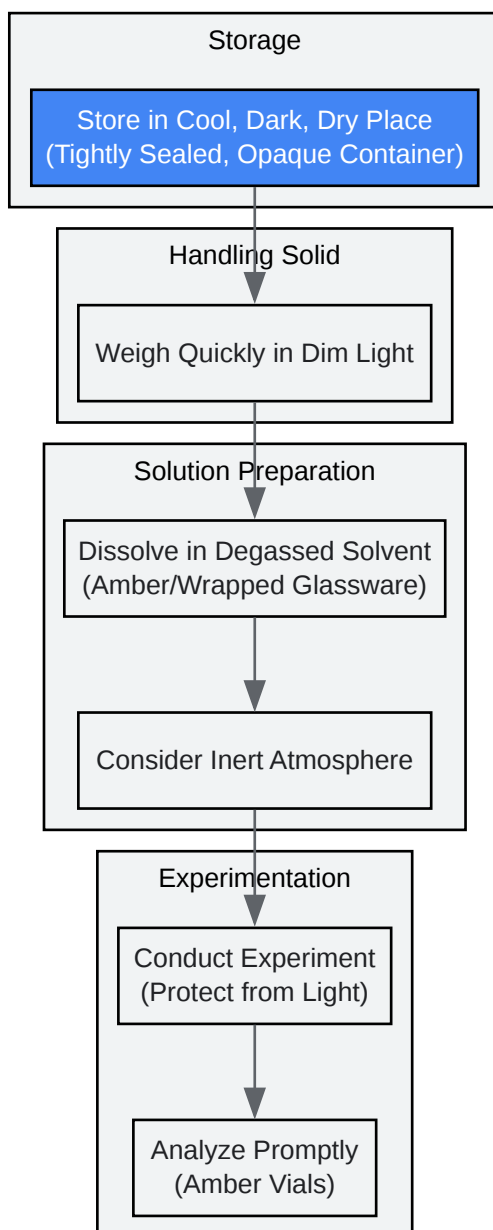 Storage
Store in Cool, Dark, Dry Place
(Tightly Sealed, Opaque Container)
Handling Solid
Weigh Quickly in Dim Light
Solution Preparation
Dissolve in Degassed Solvent
(Amber/Wrapped Glassware)
Consider Inert Atmosphere
Experimentation
Conduct Experiment
(Protect from Light)
Analyze Promptly
(Amber Vials)